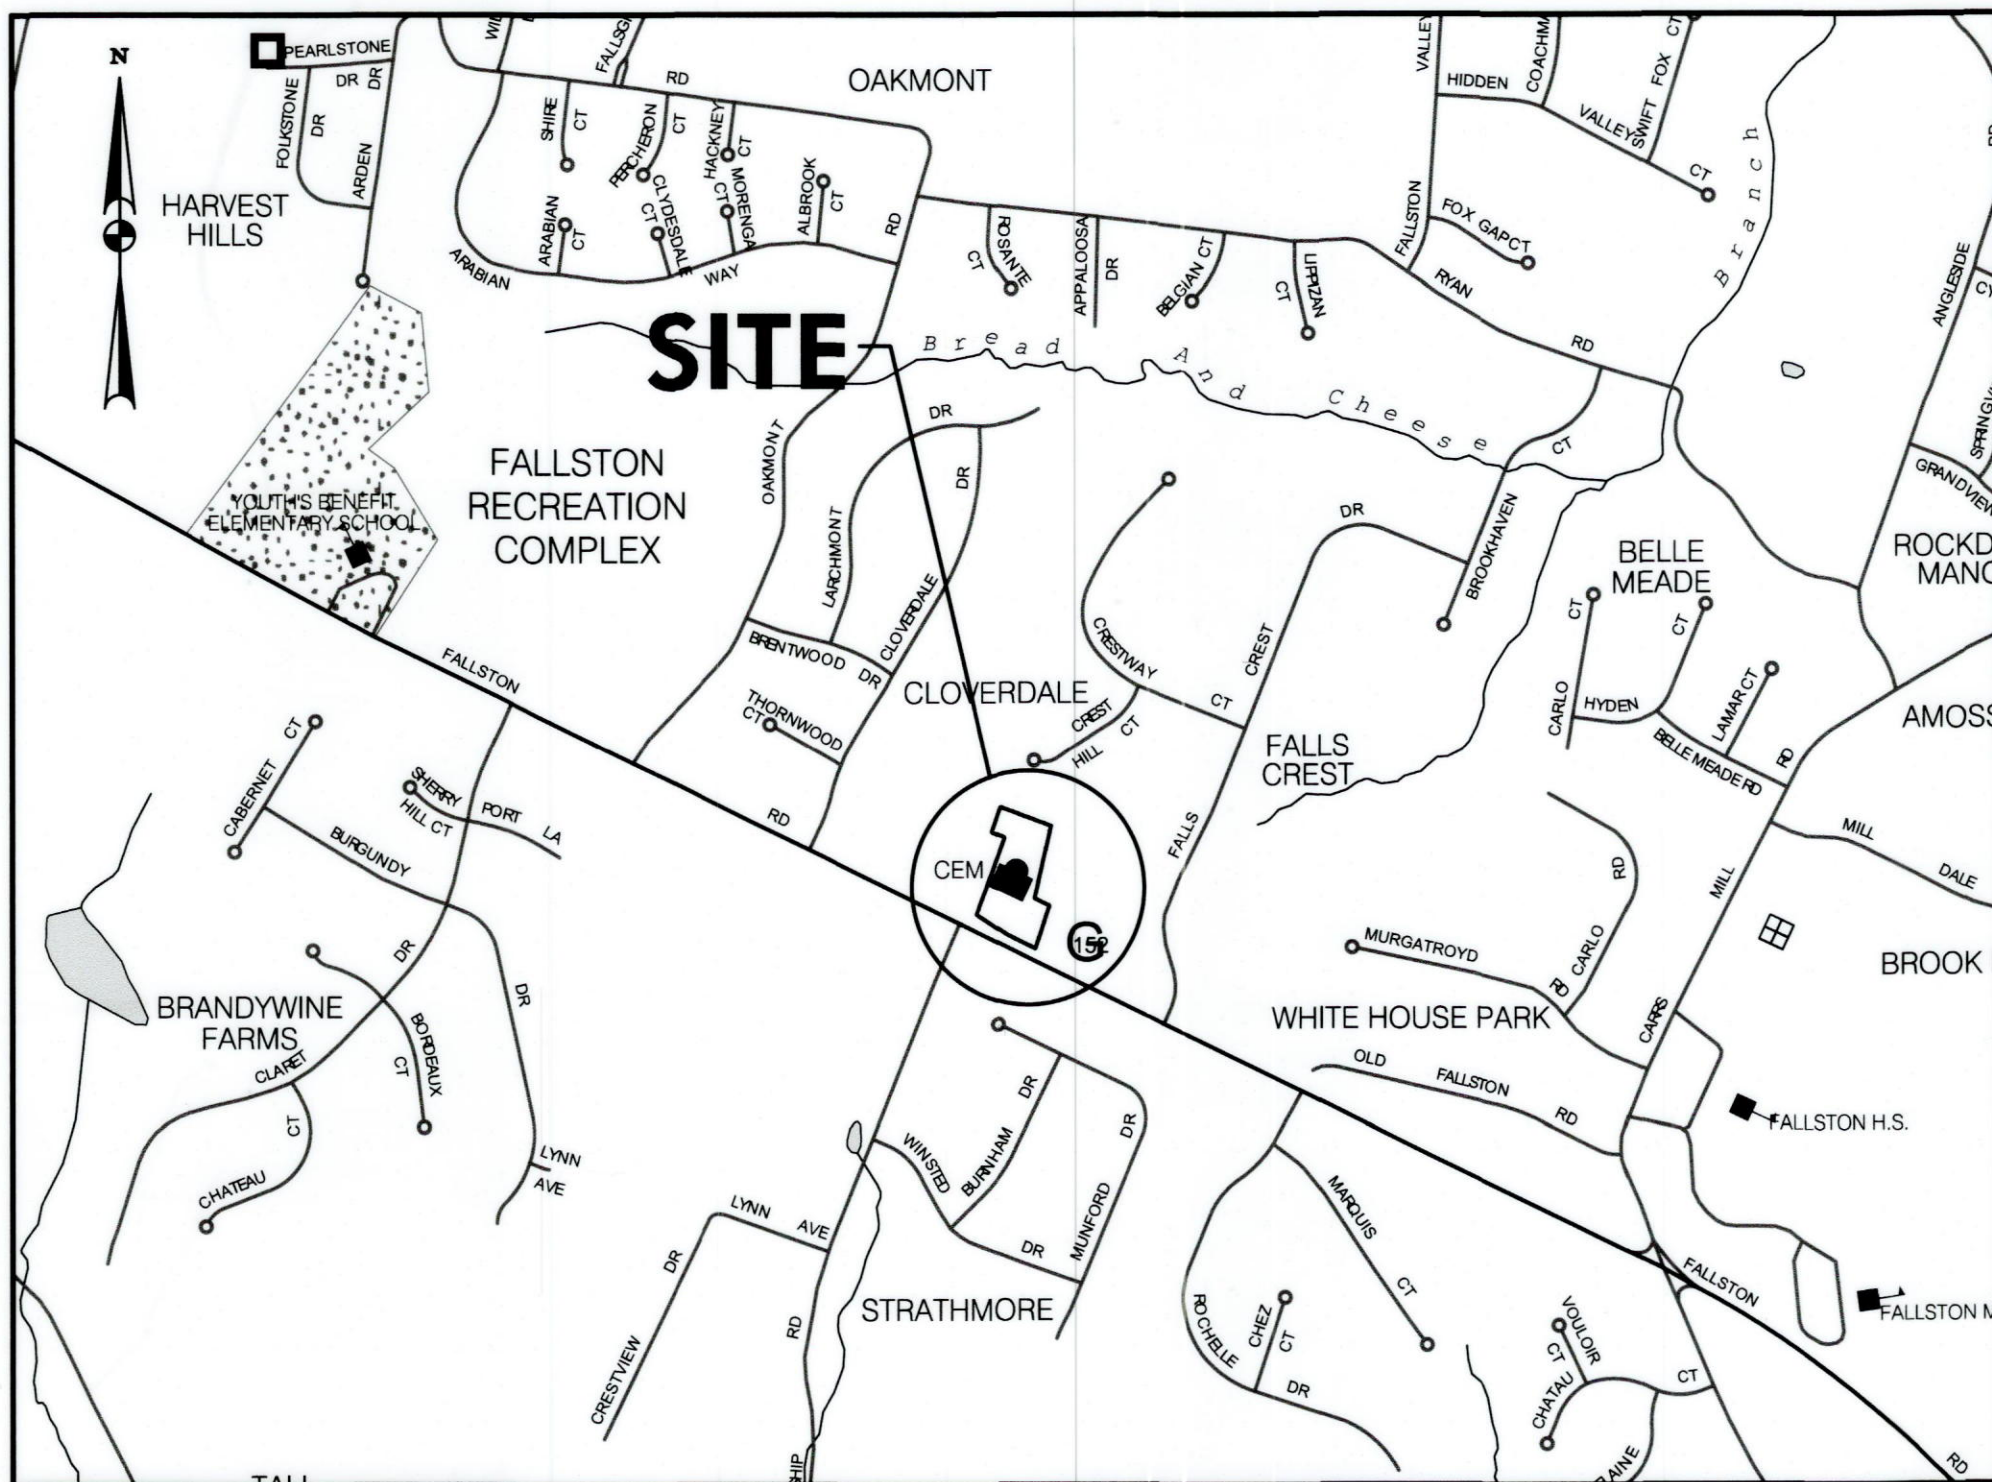 N
PEARLSTONE
DR
DR
FOLKSTONE
DR
ARDEN
HARVEST
HILLS
RD
OAKMONT
SHIRE
CT
PERCHERON
CT
HACKNEY
CT
CLYDESDALE
CT
MORENGA
CT
ALBROOK
CT
RD
ARABIAN
CT
ARABIAN
WAY
VALLEY
HIDDEN
VALLEY
SWIFT FOX CT
CT
FALLSTON
FOX GAP CT
RYAN
RD
ROSANTE
CT
APPALOOSA
DR
BELGIAN CT
LIPPIZAN
CT
Branch
ANGLESIDE
SITE
Bread And Cheese
DR
DR
OAKMONT
LARCHMONT
CLOVERDALE
FALLSTON
RECREATION
COMPLEX
YOUTH'S BENEFIT
ELEMENTARY SCHOOL
BRENTWOOD
DR
THORNWOOD
CT
CLOVERDALE
CRESTWAY
CT
CREST
HILL
CT
DR
CREST
FALLS
BROOKHAVEN
CT
FALLS
CREST
BELLE
MEADE
CT
CARLO
HYDEN
CT
LAMAR CT
BELLE MEADE RD
RD
GRANDVIEW
FALLSTON
RD
CABERNET
CT
SHERRY
HILL CT
PORT
LA
BURGUNDY
DR
DR
BRANDYWINE
FARMS
CLARET
BORDEAUX
CT
CT
CHATEAU
LYNN
AVE
CEM
152
MURGATROYD
RD
CARLO
RD
MILL
CARRS
MILL
DALE
BROOK
WHITE HOUSE PARK
OLD
FALLSTON
RD
FALLSTON H.S.
FALLSTON M
WINSTED
DR
BURNHAM
DR
MUNFORD
DR
LYNN
AVE
DR
CRESTVIEW
RD
STRATHMORE
MARQUIS
CT
ROCHELLE
DR
CHEZ
CT
FALLSTON
RD
VOULOIR
CT
CHATAU
CT